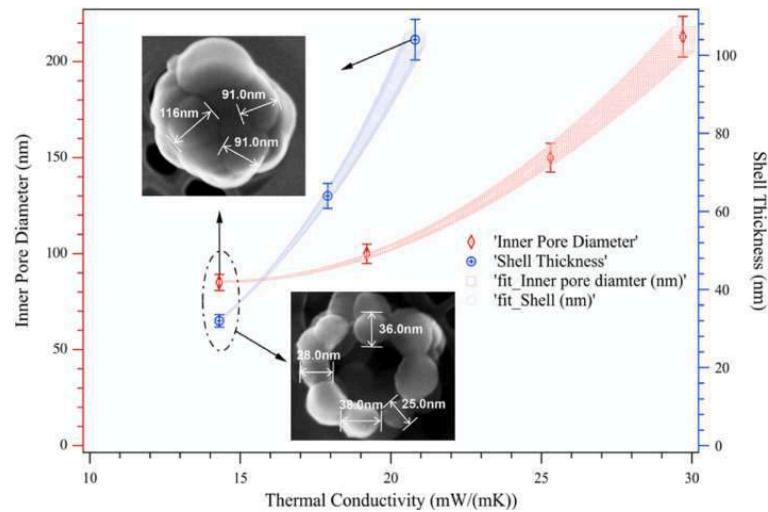 200
150
100
50
0
Inner Pore Diameter (nm)
100
80
60
40
20
0
Shell Thickness (nm)
10
15
20
25
30
Thermal Conductivity (mW/(mK))
116nm
91.0nm
91.0nm
36.0nm
28.0nm
38.0nm
25.0nm
'Inner Pore Diameter'
'Shell Thickness'
'fit_Inner pore diamter (nm)'
'fit_Shell (nm)'